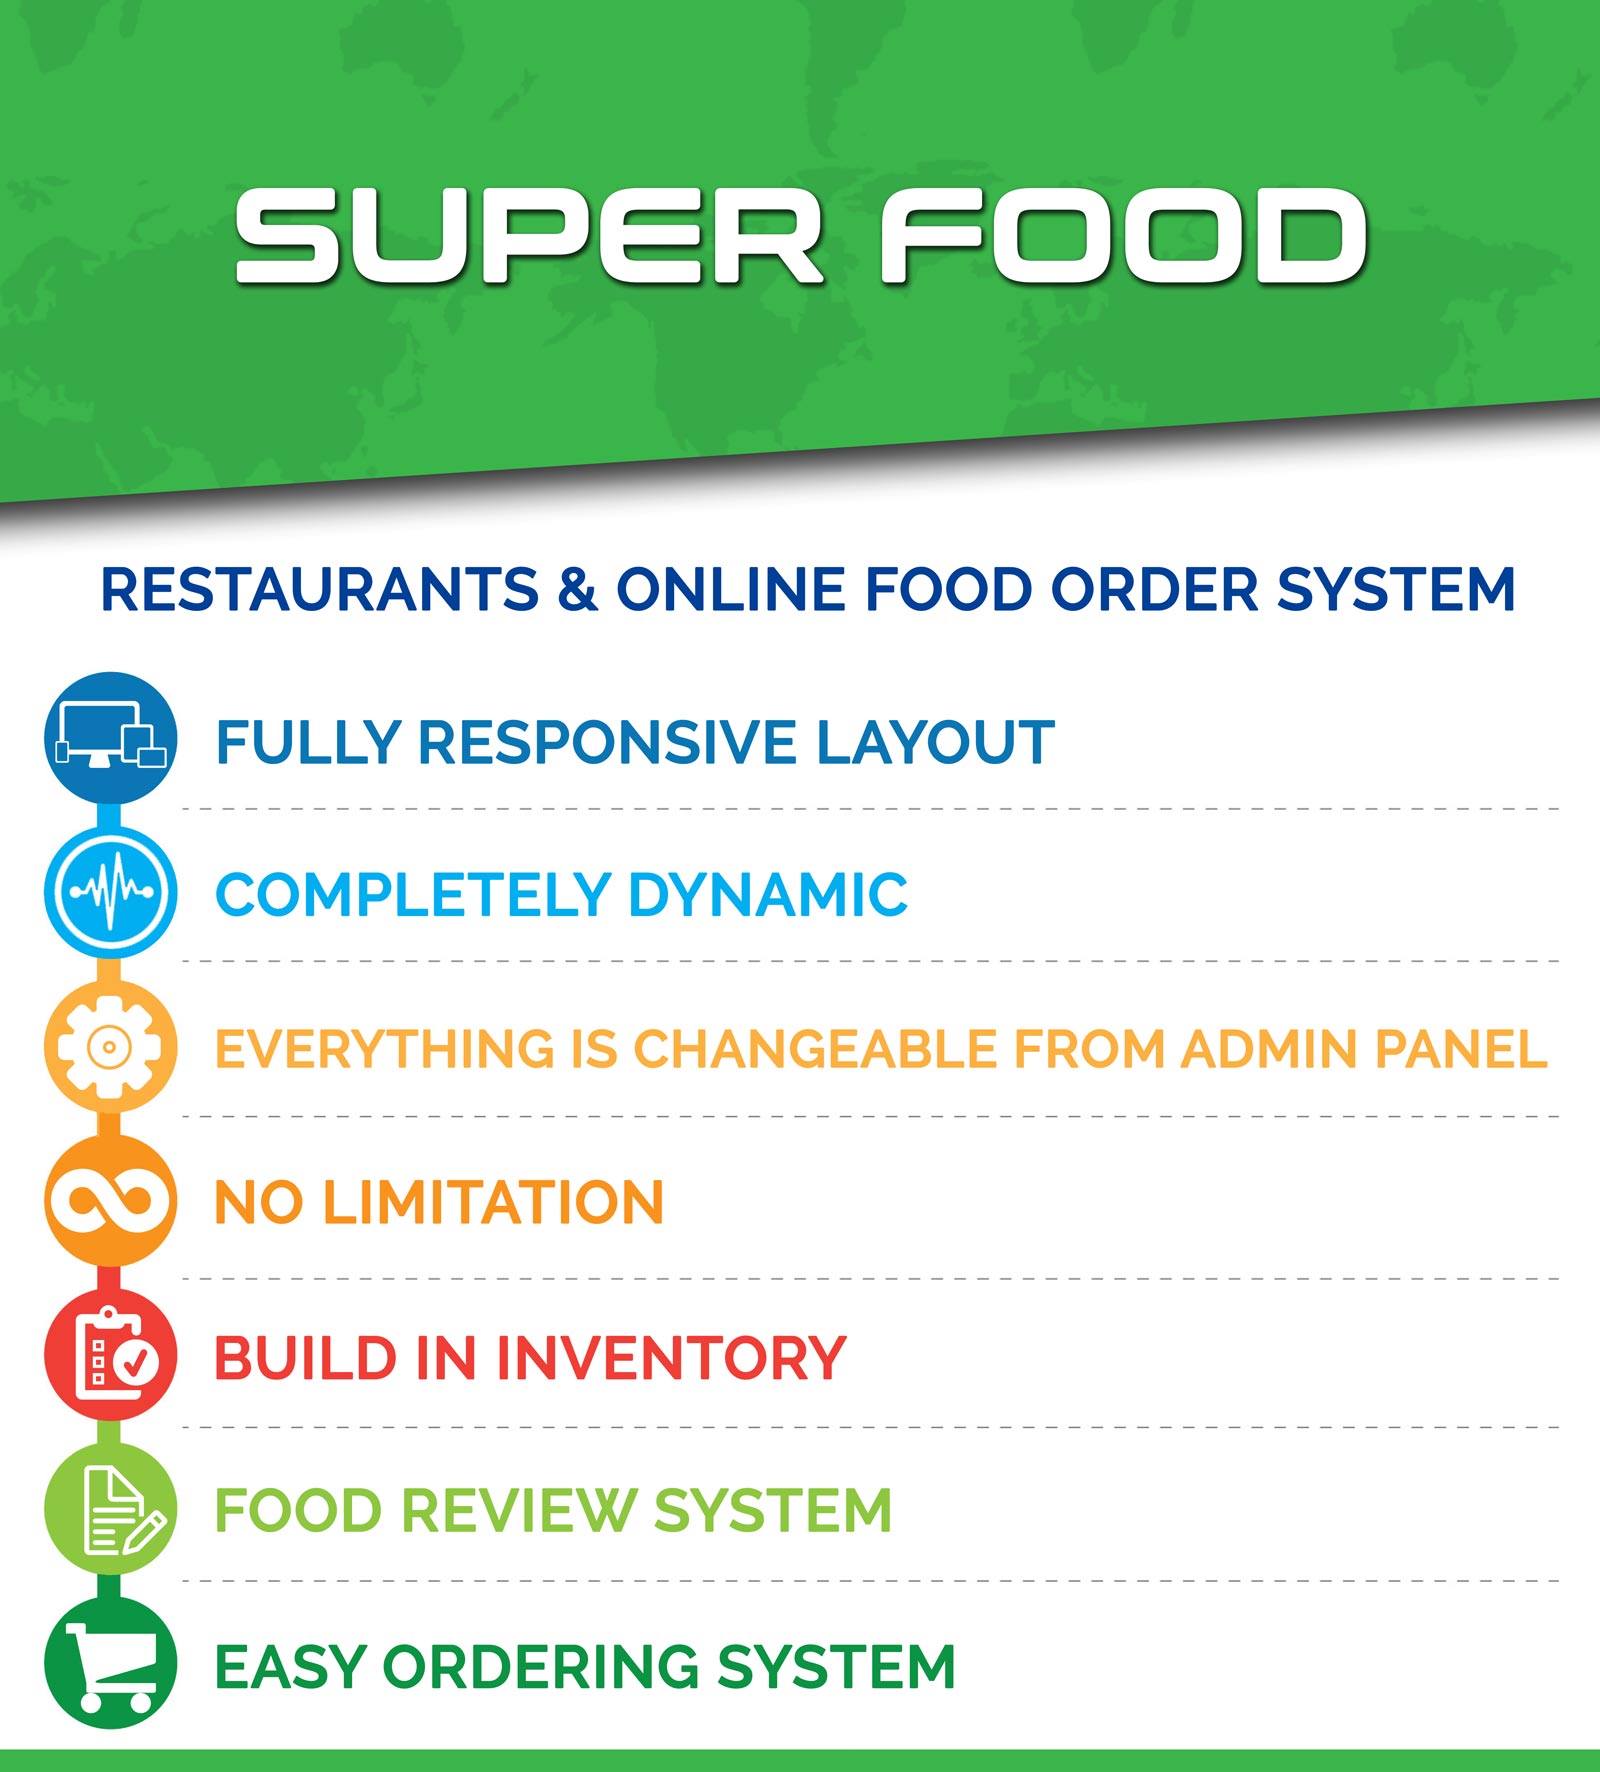 SUPER FOOD
RESTAURANTS & ONLINE FOOD ORDER SYSTEM
FULLY RESPONSIVE LAYOUT
COMPLETELY DYNAMIC
EVERYTHING IS CHANGEABLE FROM ADMIN PANEL
NO LIMITATION
BUILD IN INVENTORY
FOOD REVIEW SYSTEM
EASY ORDERING SYSTEM